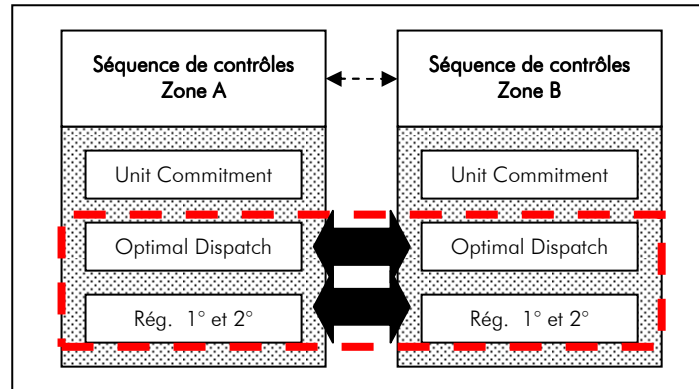 Séquence de contrôles
Zone A
Séquence de contrôles
Zone B
Unit Commitment
Unit Commitment
Optimal Dispatch
Optimal Dispatch
Rég. 1° et 2°
Rég. 1° et 2°